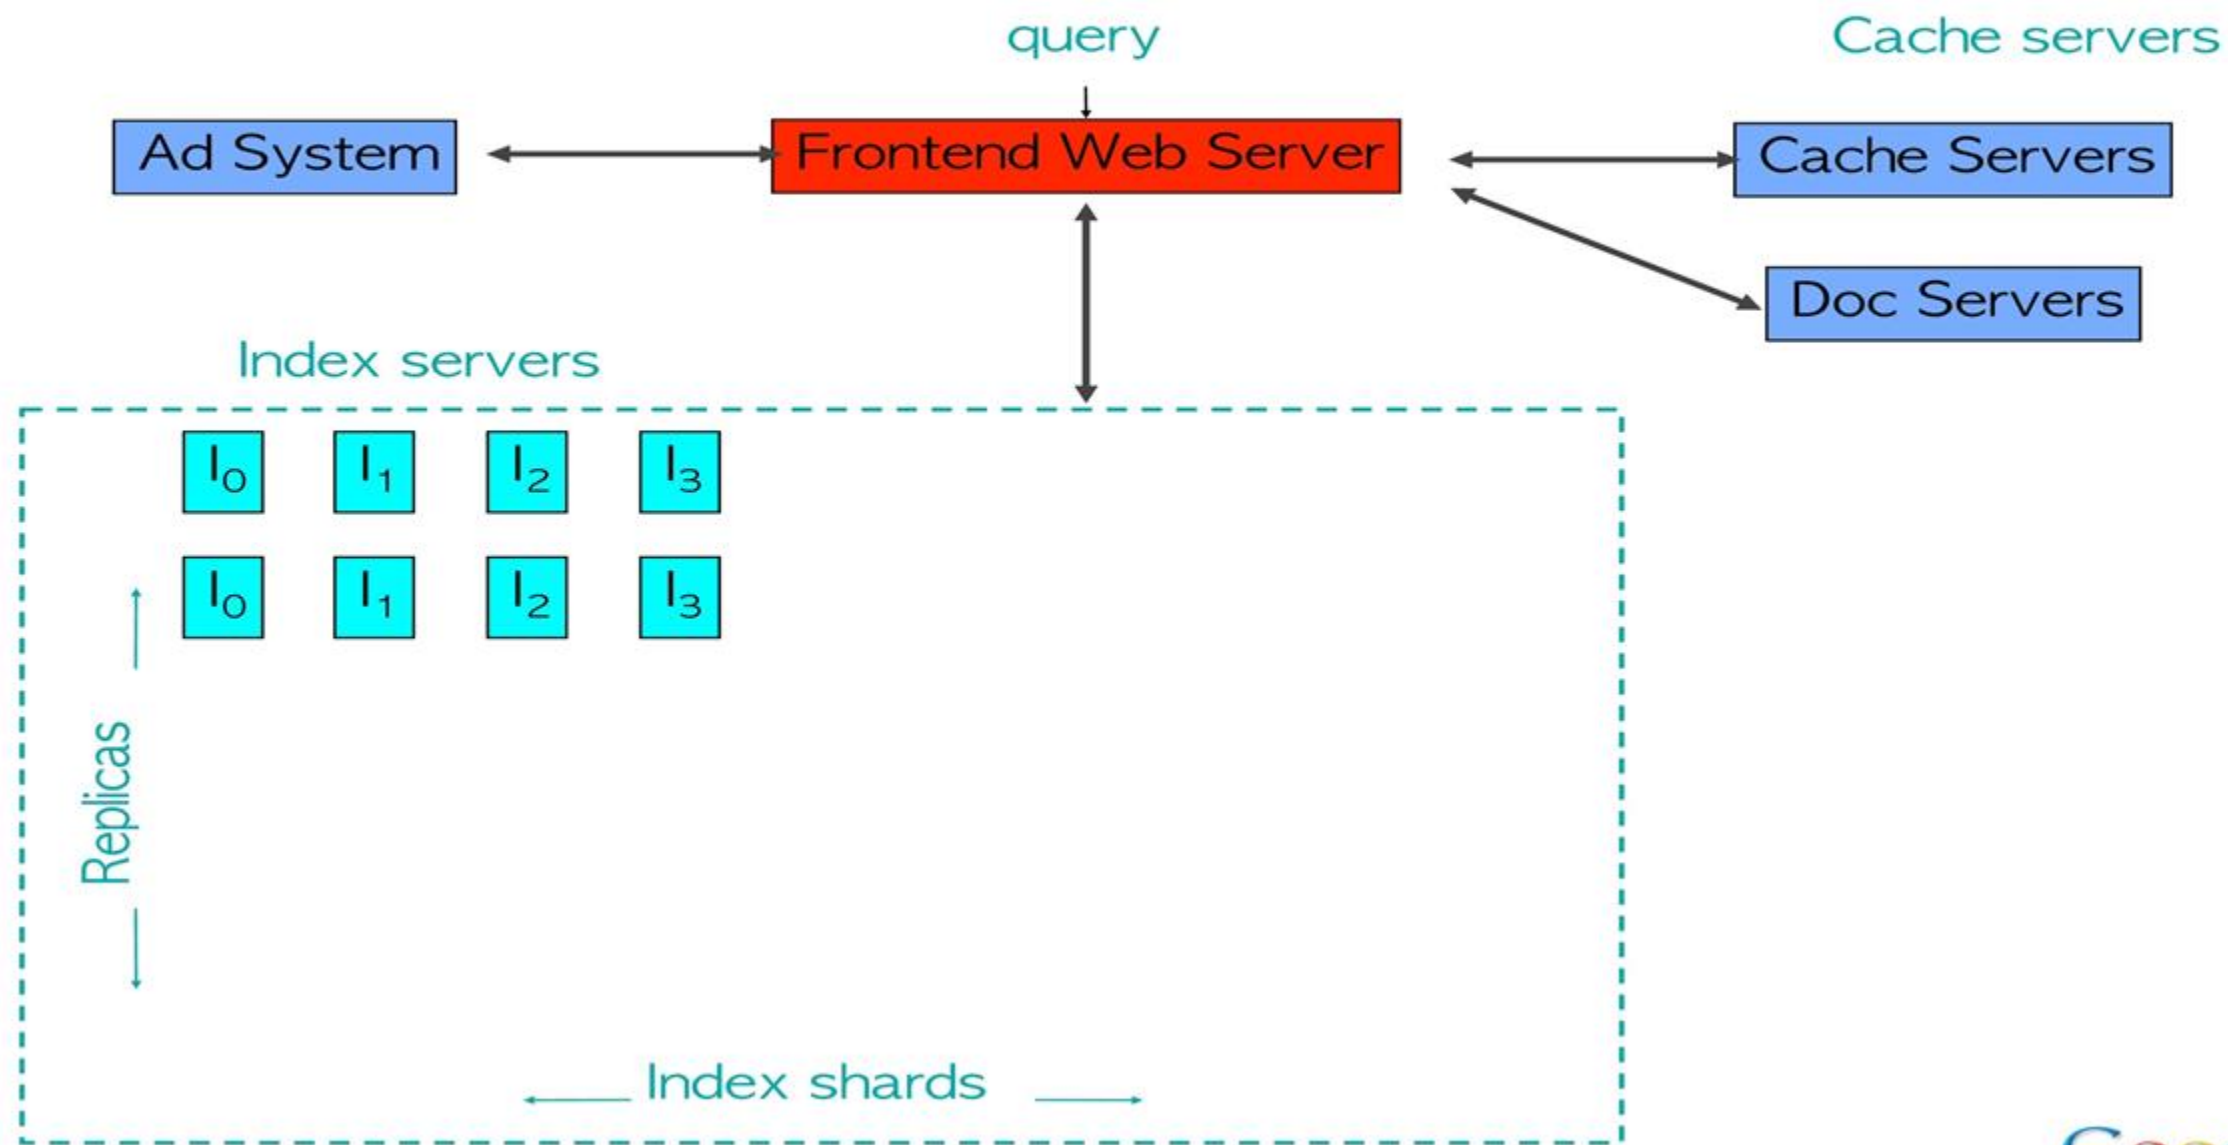 query
Cache servers
Ad System
Frontend Web Server
Cache Servers
Doc Servers
Index servers
I0 I1 I2 I3
I0 I1 I2 I3
Replicas
Index shards